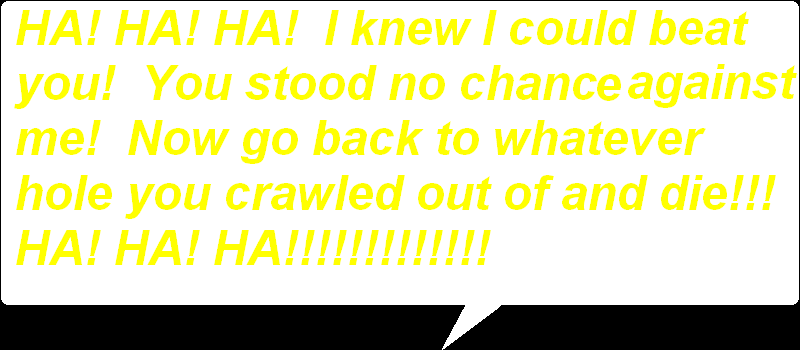 HA! HA! HA!  I knew I could beat
you!  You stood no chance against
me!  Now go back to whatever
hole you crawled out of and die!!!
HA! HA! HA!!!!!!!!!!!!!!